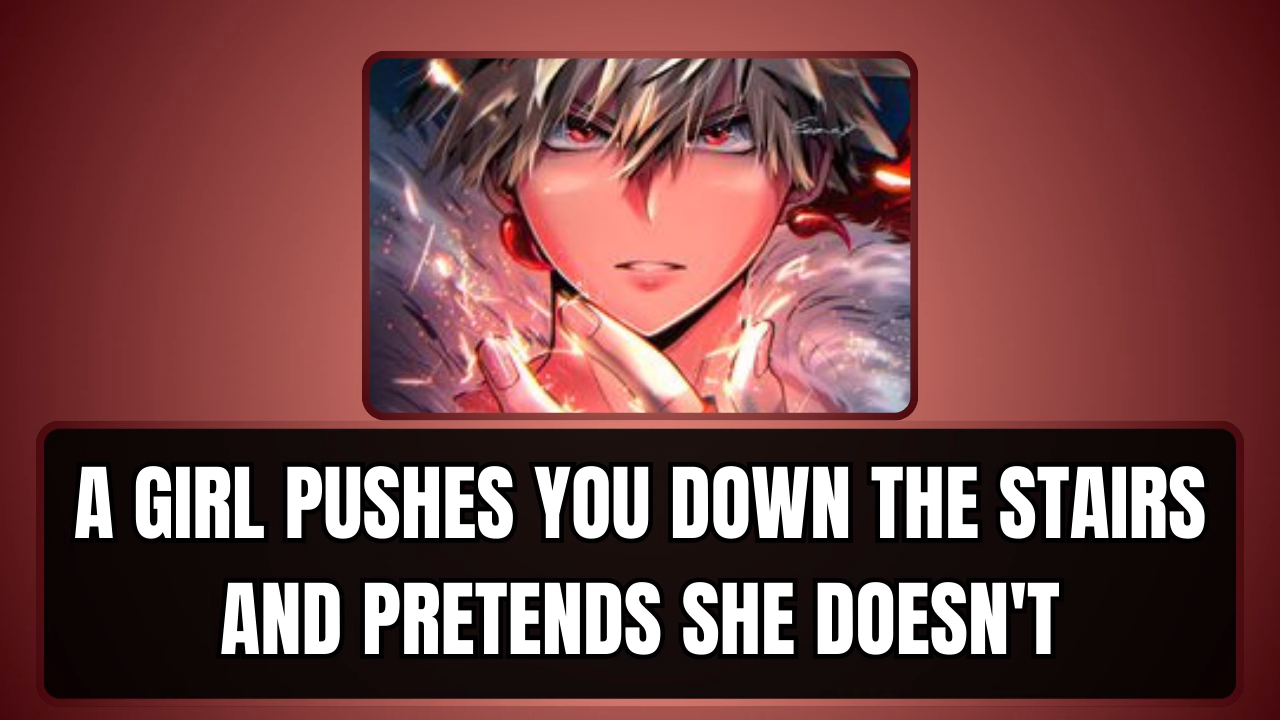 A GIRL PUSHES YOU DOWN THE STAIRS
AND PRETENDS SHE DOESN'T